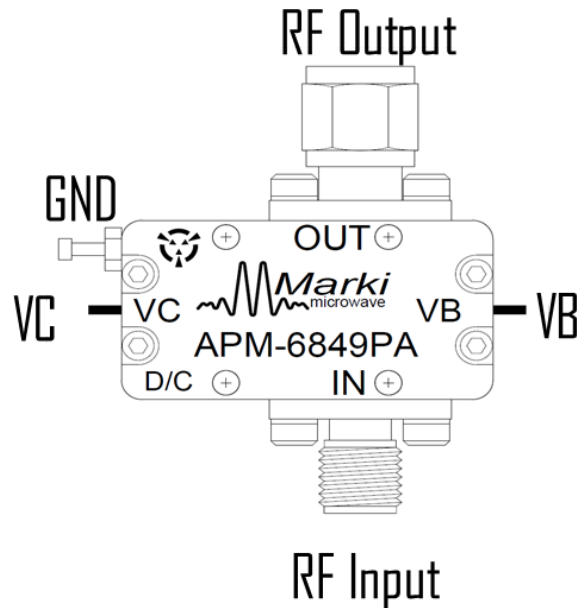 RF Output
GND
OUT
Marki
microwave
VC
VC
VB
VB
APM-6849PA
D/C
IN
RF Input